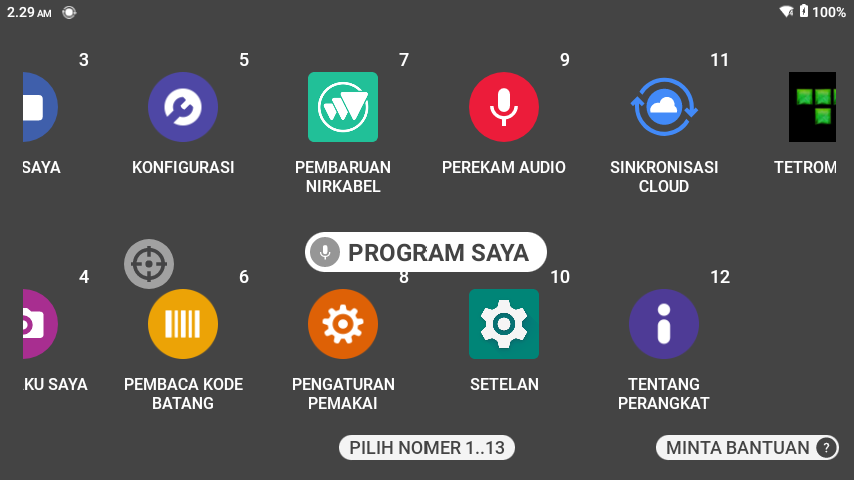 2.29 AM
100%
3
5
7
9
11
SAYA
KONFIGURASI
PEMBARUAN
NIRKABEL
PEREKAM AUDIO
SINKRONISASI
CLOUD
TETROM
PROGRAM SAYA
4
6
8
10
12
KU SAYA
PEMBACA KODE
BATANG
PENGATURAN
PEMAKAI
SETELAN
TENTANG
PERANGKAT
PILIH NOMER 1..13
MINTA BANTUAN ?